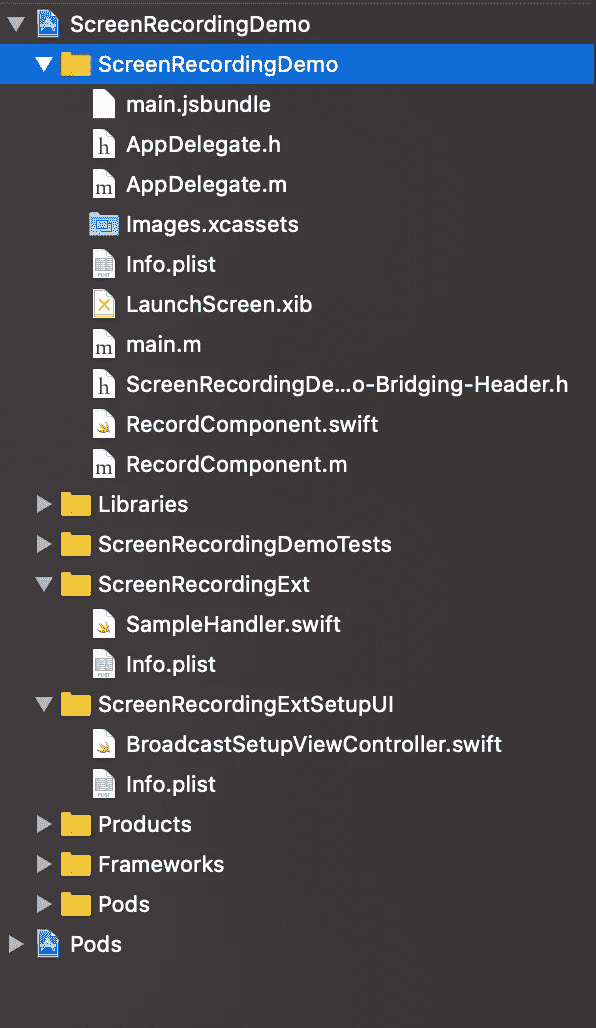 ScreenRecordingDemo
ScreenRecordingDemo
main.jsbundle
h AppDelegate.h
m AppDelegate.m
Images.xcassets
PLIST Info.plist
LaunchScreen.xib
m main.m
h ScreenRecordingDe...o-Bridging-Header.h
RecordComponent.swift
m RecordComponent.m
Libraries
ScreenRecordingDemoTests
ScreenRecordingExt
SampleHandler.swift
PLIST Info.plist
ScreenRecordingExtSetupUI
BroadcastSetupViewController.swift
PLIST Info.plist
Products
Frameworks
Pods
Pods